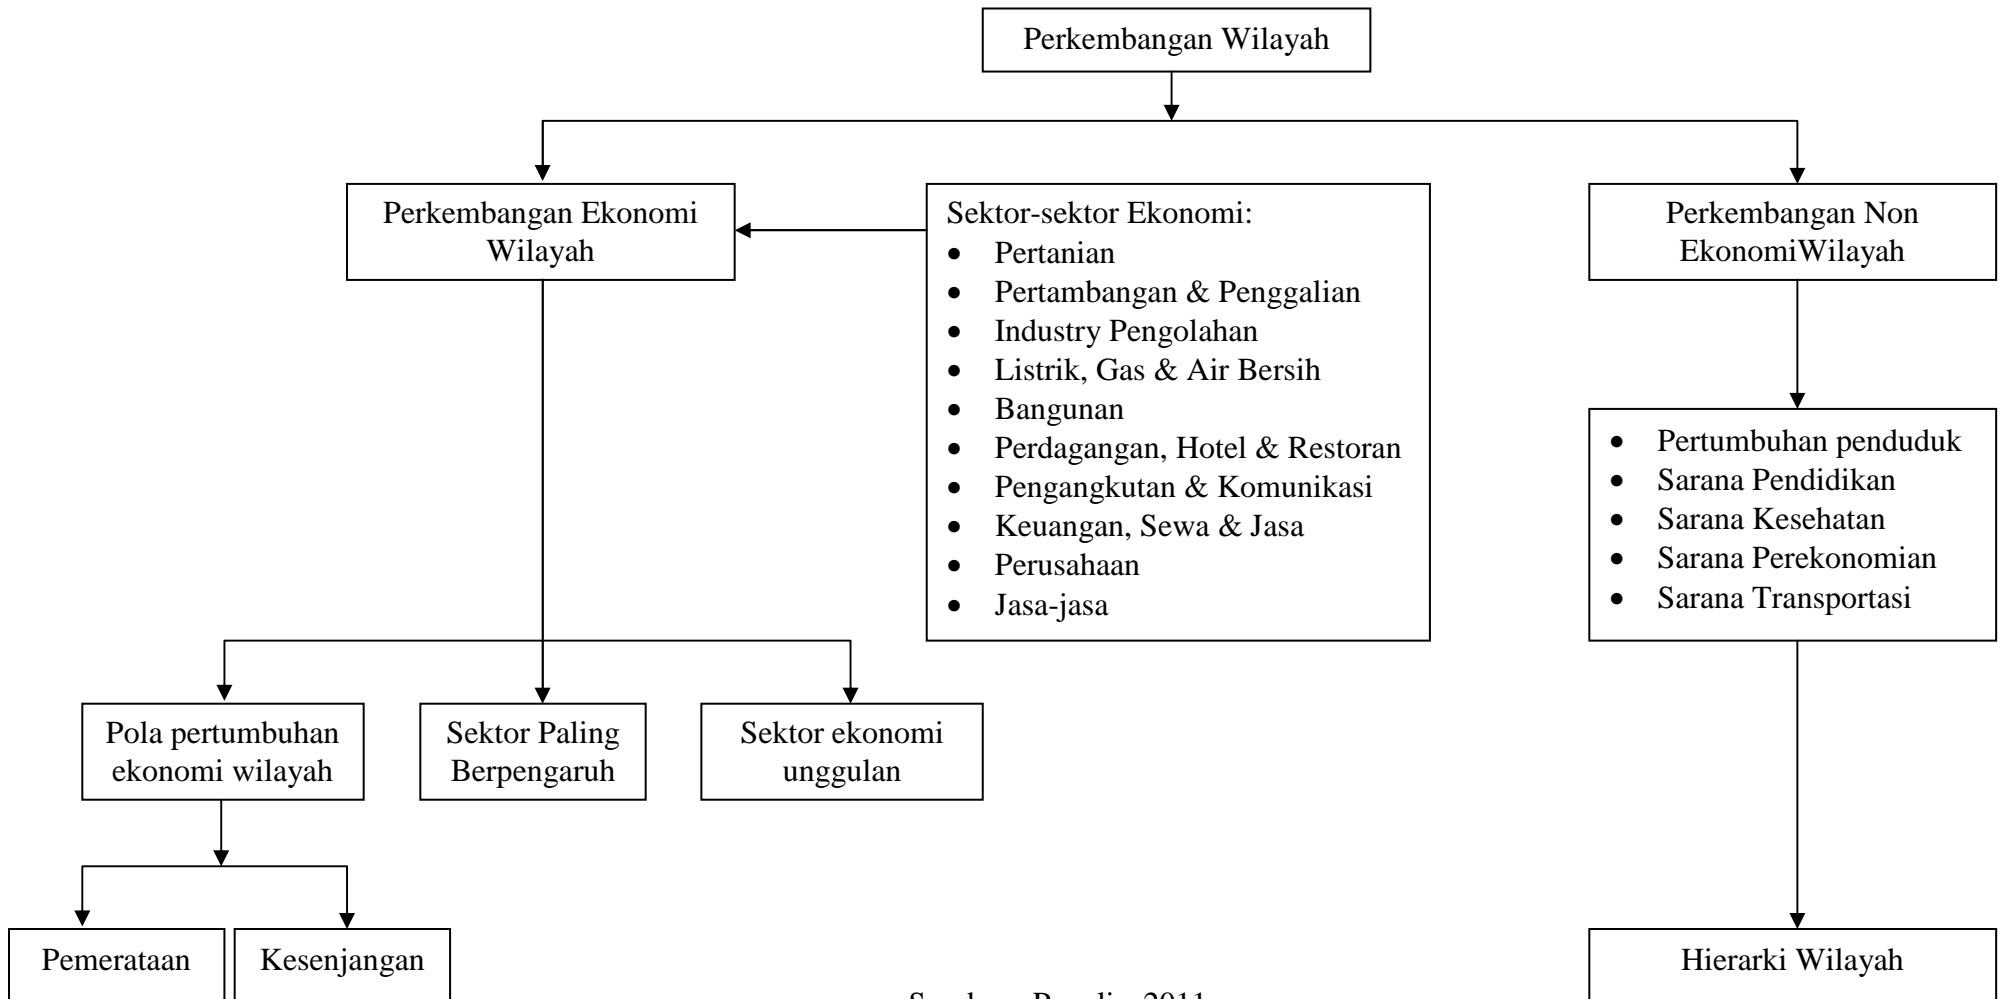 Perkembangan Wilayah
Perkembangan Ekonomi
Wilayah
Sektor-sektor Ekonomi:
• Pertanian
• Pertambangan & Penggalian
• Industry Pengolahan
• Listrik, Gas & Air Bersih
• Bangunan
• Perdagangan, Hotel & Restoran
• Pengangkutan & Komunikasi
• Keuangan, Sewa & Jasa
• Perusahaan
• Jasa-jasa
Perkembangan Non
EkonomiWilayah
• Pertumbuhan penduduk
• Sarana Pendidikan
• Sarana Kesehatan
• Sarana Perekonomian
• Sarana Transportasi
Pola pertumbuhan
ekonomi wilayah
Sektor Paling
Berpengaruh
Sektor ekonomi
unggulan
Pemerataan
Kesenjangan
Hierarki Wilayah
2011